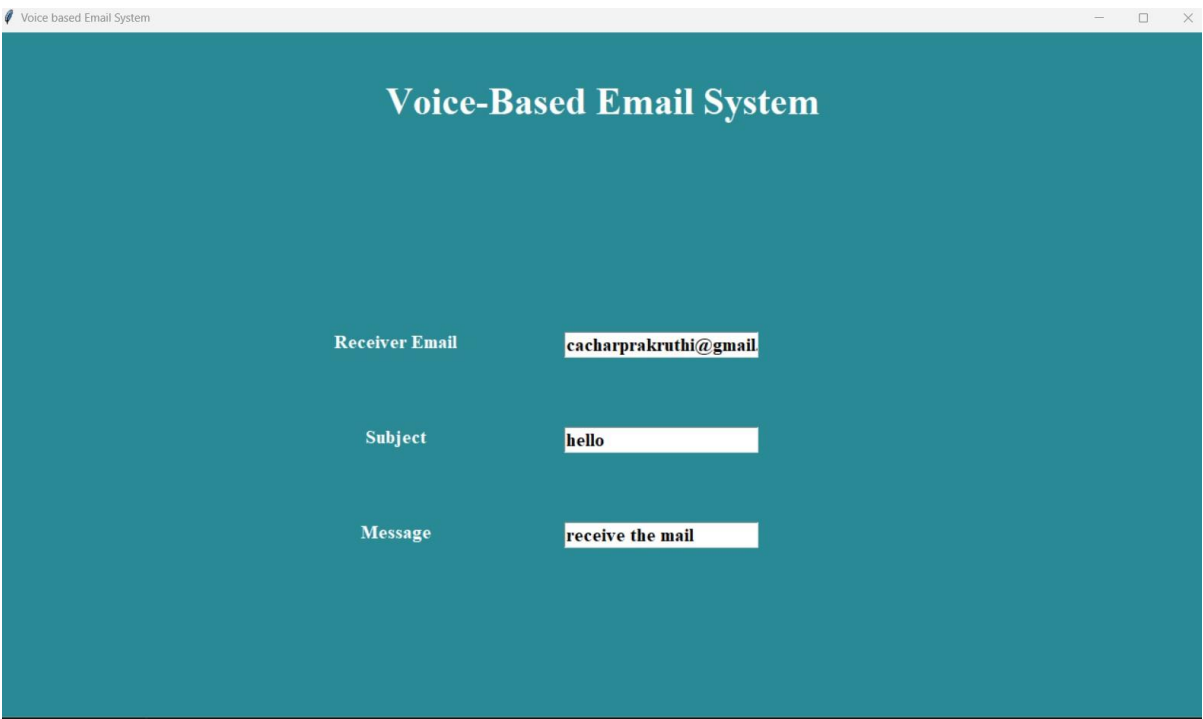 Voice based Email System
Voice-Based Email System
Receiver Email cacharprakruthi@gmail.
Subject hello
Message receive the mail